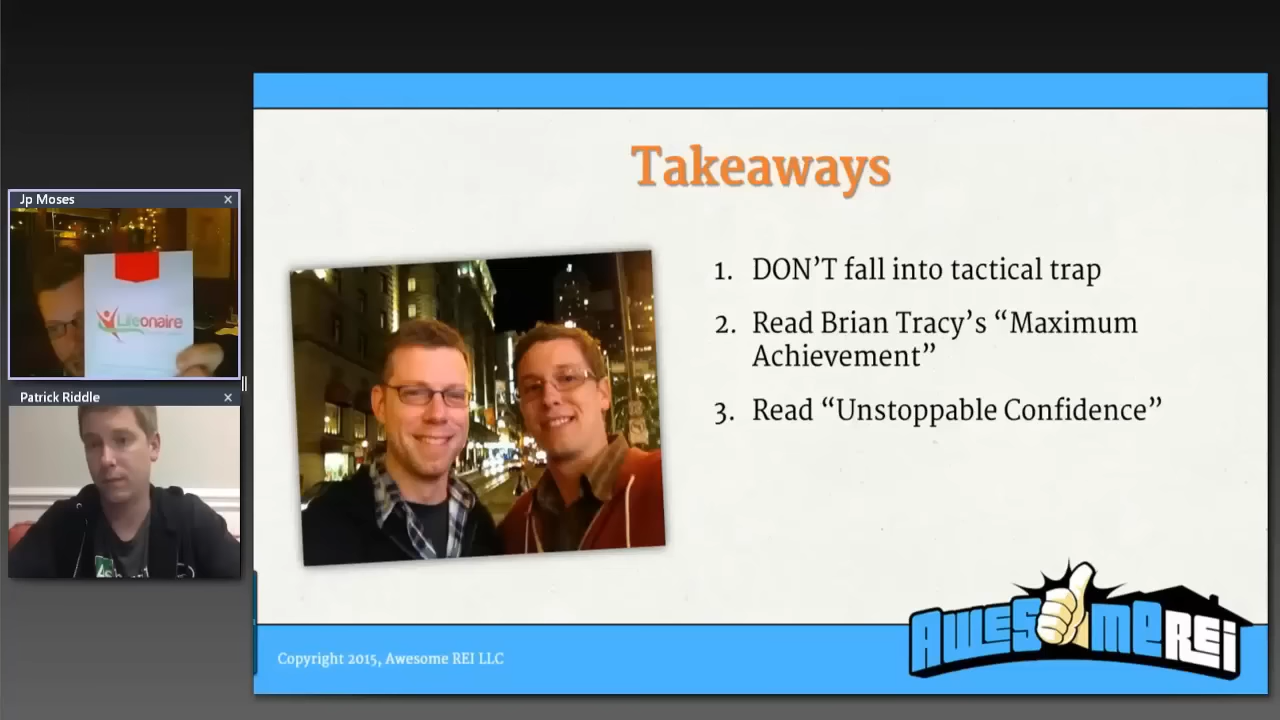 Jp Moses
Lifeonaire
Patrick Riddle
Takeaways
1. DON’T fall into tactical trap
2. Read Brian Tracy’s “Maximum
Achievement”
3. Read “Unstoppable Confidence”
Copyright 2015, Awesome REI LLC
AWESOME REI